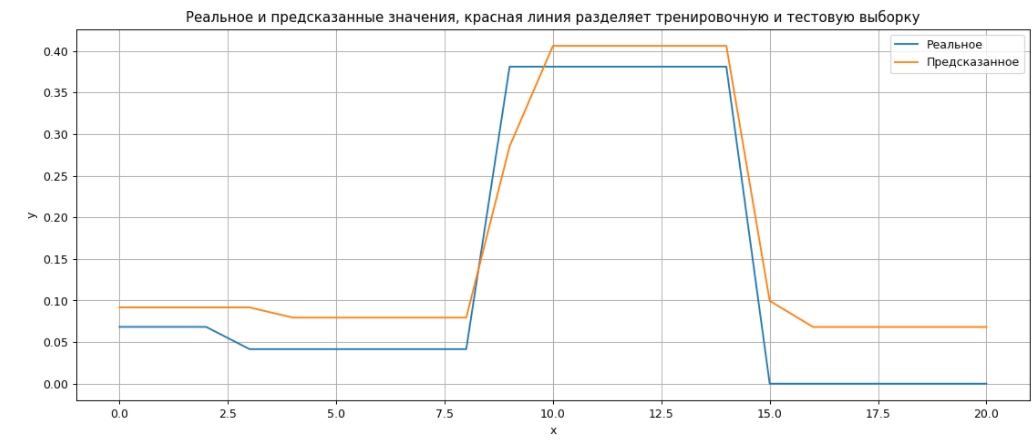 Реальное и предсказанные значения, красная линия разделяет тренировочную и тестовую выборку
Реальное
Предсказанное
0.40
0.35
0.30
0.25
0.20
0.15
0.10
0.05
0.00
y
0.0 2.5 5.0 7.5 10.0 12.5 15.0 17.5 20.0
x